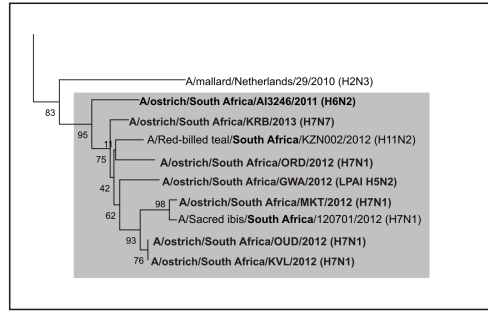 A/mallard/Netherlands/29/2010 (H2N3)
83
A/ostrich/South Africa/AI3246/2011 (H6N2)
95
A/ostrich/South Africa/KRB/2013 (H7N7)
11
A/Red-billed teal/South Africa/KZN002/2012 (H11N2)
75
A/ostrich/South Africa/ORD/2012 (H7N1)
A/ostrich/South Africa/GWA/2012 (LPAI H5N2)
42
A/ostrich/South Africa/MKT/2012 (H7N1)
98
62
A/Sacred ibis/South Africa/120701/2012 (H7N1)
93
A/ostrich/South Africa/OUD/2012 (H7N1)
76
A/ostrich/South Africa/KVL/2012 (H7N1)